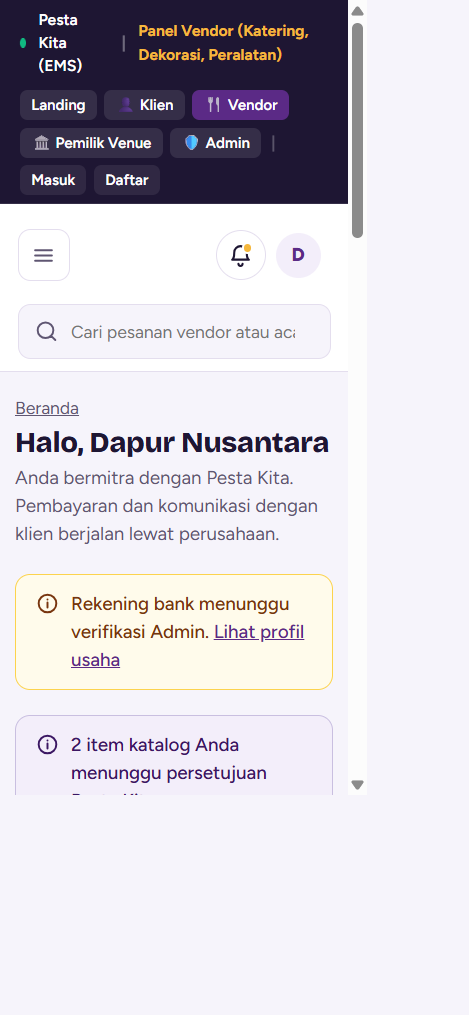 Pesta
Kita
(EMS)
|
Panel Vendor (Katering,
Dekorasi, Peralatan)
Landing
Klien
Vendor
Pemilik Venue
Admin
|
Masuk
Daftar
D
Cari pesanan vendor atau aca
Beranda
Halo, Dapur Nusantara
Anda bermitra dengan Pesta Kita.
Pembayaran dan komunikasi dengan
klien berjalan lewat perusahaan.
Rekening bank menunggu
verifikasi Admin. Lihat profil
usaha
2 item katalog Anda
menunggu persetujuan